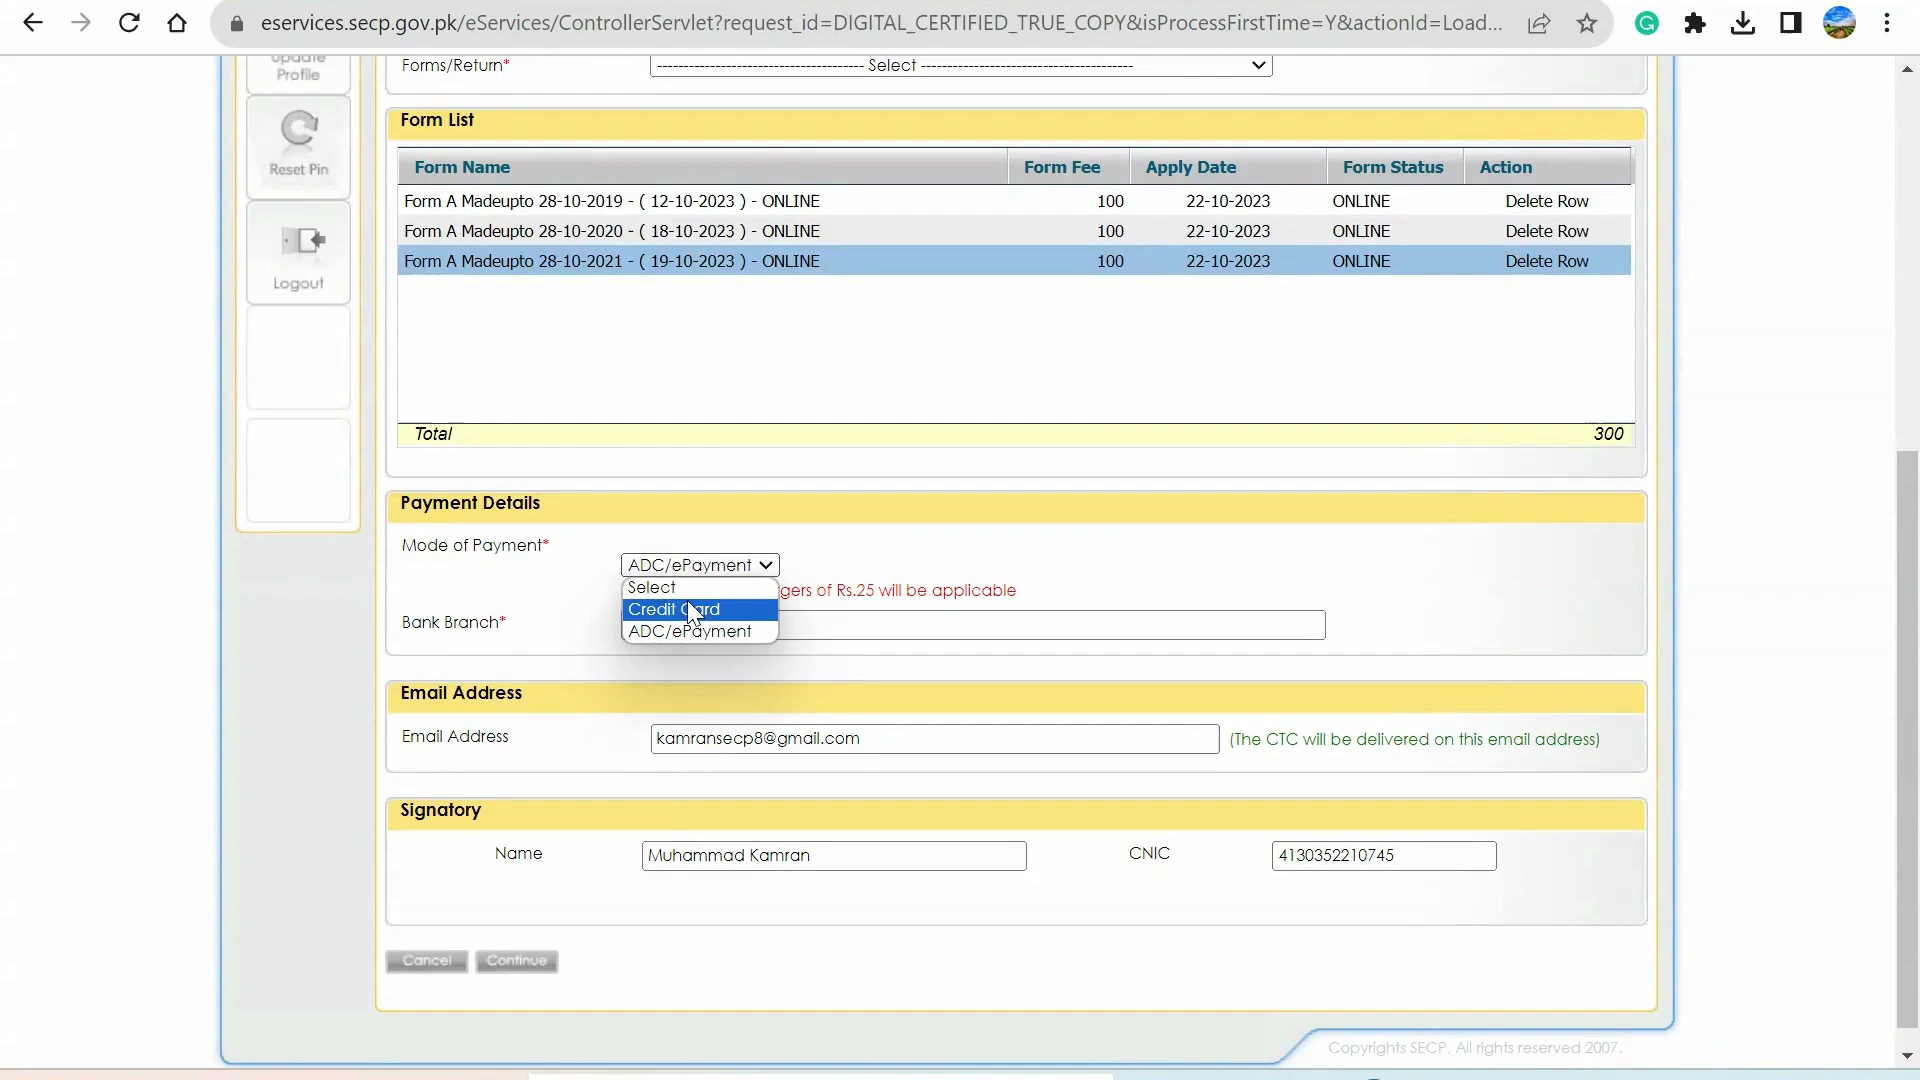 eservices.secp.gov.pk/eServices/ControllerServlet?request_id=DIGITAL_CERTIFIED_TRUE_COPY&isProcessFirstTime=Y&actionId=Load...
Update
Profile
Reset Pin
Logout
Forms/Return* ------------------------------------ Select -------------------------------------
Form List
Form Name Form Fee Apply Date Form Status Action
Form A Madeupto 28-10-2019 - ( 12-10-2023 ) - ONLINE 100 22-10-2023 ONLINE Delete Row
Form A Madeupto 28-10-2020 - ( 18-10-2023 ) - ONLINE 100 22-10-2023 ONLINE Delete Row
Form A Madeupto 28-10-2021 - ( 19-10-2023 ) - ONLINE 100 22-10-2023 ONLINE Delete Row
Total 300
Payment Details
Mode of Payment*
ADC/ePayment
Select
Credit Card
ADC/ePayment
gers of Rs.25 will be applicable
Bank Branch*
Email Address
Email Address kamransecp8@gmail.com (The CTC will be delivered on this email address)
Signatory
Name Muhammad Kamran CNIC 4130352210745
Cancel Continue
Copyrights SECP, All rights reserved 2007.